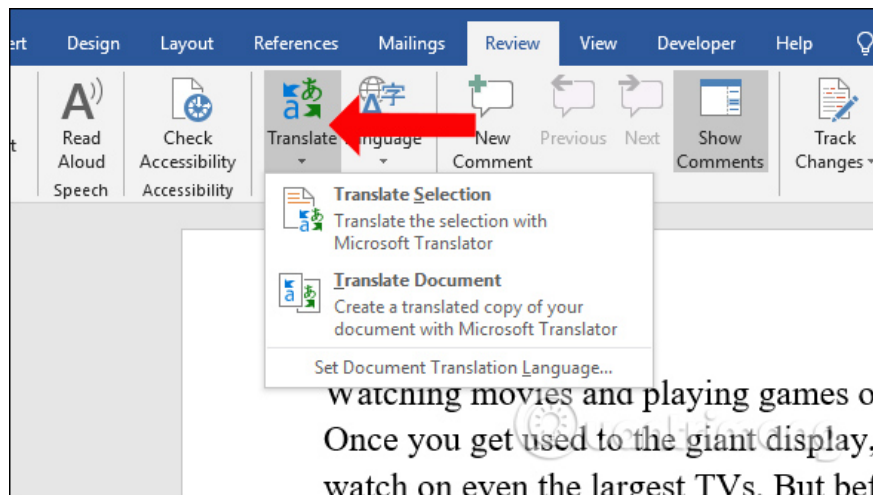 ert Design Layout References Mailings Review View Developer Help
Read Aloud
Check Accessibility
Translate
Language
New Comment
Previous
Next
Show Comments
Track Changes
t
Speech
Accessibility
Translate Selection
Translate the selection with
Microsoft Translator
Translate Document
Create a translated copy of your
document with Microsoft Translator
Set Document Translation Language...
Watching movies and playing games o
Once you get used to the giant display,
watch on even the largest TVs. But bef
Quantrimang